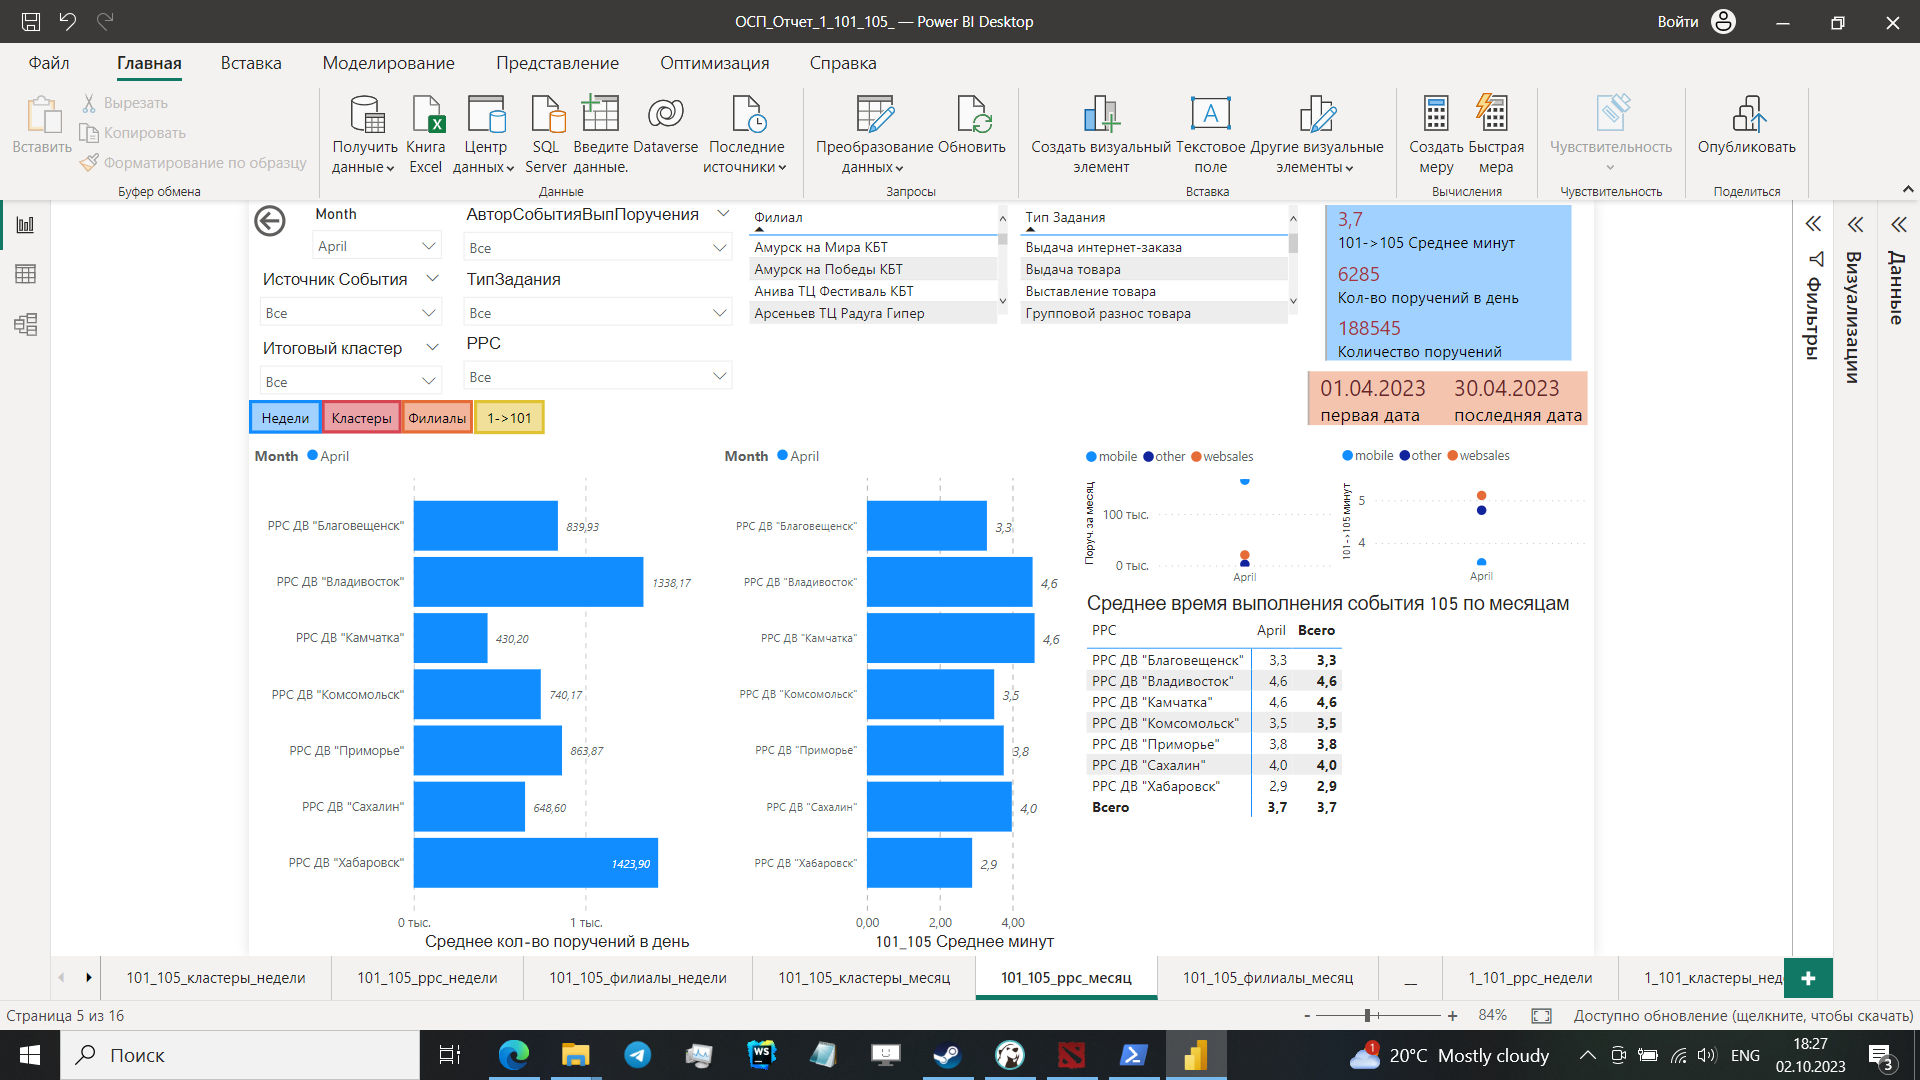 ОСП_Отчет_1_101_105_ — Power BI Desktop
Войти
Файл
Главная
Вставка
Моделирование
Представление
Оптимизация
Справка
Вставить
Вырезать
Копировать
Форматирование по образцу
Буфер обмена
Получить данные
Книга Excel
Центр данных
SQL Server
Введите данные.
Dataverse
Последние источники
Данные
Преобразование данных
Обновить
Запросы
Создать визуальный элемент
Текстовое поле
Другие визуальные элементы
Вставка
Создать меру
Быстрая мера
Вычисления
Чувствительность
Чувствительность
Опубликовать
Поделиться
Month
April
Источник События
Все
Итоговый кластер
Все
АвторСобытияВыпПоручения
Все
ТипЗадания
Все
РРС
Все
Филиал
Амурск на Мира КБТ
Амурск на Победы КБТ
Анива ТЦ Фестиваль КБТ
Арсеньев ТЦ Радуга Гипер
Тип Задания
Выдача интернет-заказа
Выдача товара
Выставление товара
Групповой разнос товара
3,7
101->105 Среднее минут
6285
Кол-во поручений в день
188545
Количество поручений
01.04.2023 30.04.2023
первая дата последняя дата
Фильтры
Визуализации
Данные
Недели
Кластеры
Филиалы
1->101
Month April
РРС ДВ "Благовещенск" 839,93
РРС ДВ "Владивосток" 1338,17
РРС ДВ "Камчатка" 430,20
РРС ДВ "Комсомольск" 740,17
РРС ДВ "Приморье" 863,87
РРС ДВ "Сахалин" 648,60
РРС ДВ "Хабаровск" 1423,90
0 тыс. 1 тыс.
Среднее кол-во поручений в день
Month April
РРС ДВ "Благовещенск" 3,3
РРС ДВ "Владивосток" 4,6
РРС ДВ "Камчатка" 4,6
РРС ДВ "Комсомольск" 3,5
РРС ДВ "Приморье" 3,8
РРС ДВ "Сахалин" 4,0
РРС ДВ "Хабаровск" 2,9
0,00 2,00 4,00
101_105 Среднее минут
mobile other websales
Поруч. за месяц
100 тыс.
0 тыс.
April
mobile other websales
101->105 минут
5
4
April
Среднее время выполнения события 105 по месяцам
РРС April Всего
РРС ДВ "Благовещенск" 3,3 3,3
РРС ДВ "Владивосток" 4,6 4,6
РРС ДВ "Камчатка" 4,6 4,6
РРС ДВ "Комсомольск" 3,5 3,5
РРС ДВ "Приморье" 3,8 3,8
РРС ДВ "Сахалин" 4,0 4,0
РРС ДВ "Хабаровск" 2,9 2,9
Всего 3,7 3,7
101_105_кластеры_недели
101_105_ррс_недели
101_105_филиалы_недели
101_105_кластеры_месяц
101_105_ррс_месяц
101_105_филиалы_месяц
__
1_101_ррс_недели
1_101_кластеры_нед
Страница 5 из 16
- + 84%
Доступно обновление (щелкните, чтобы скачать)
Поиск
WS
1
20°C Mostly cloudy
ENG
18:27
02.10.2023
3